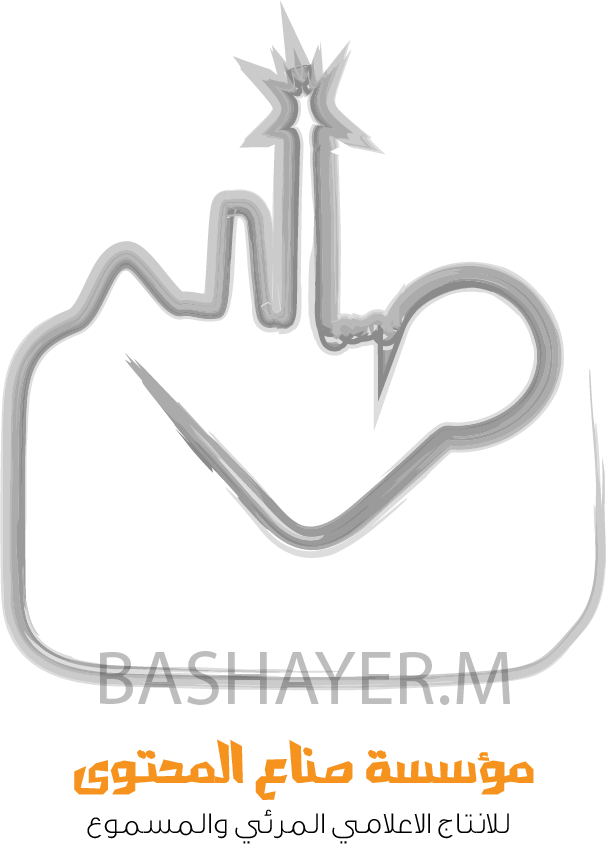 BASHAYER.M
مؤسسة صناع المحتوى
للانتاج الاعلامي المرئي والمسموع